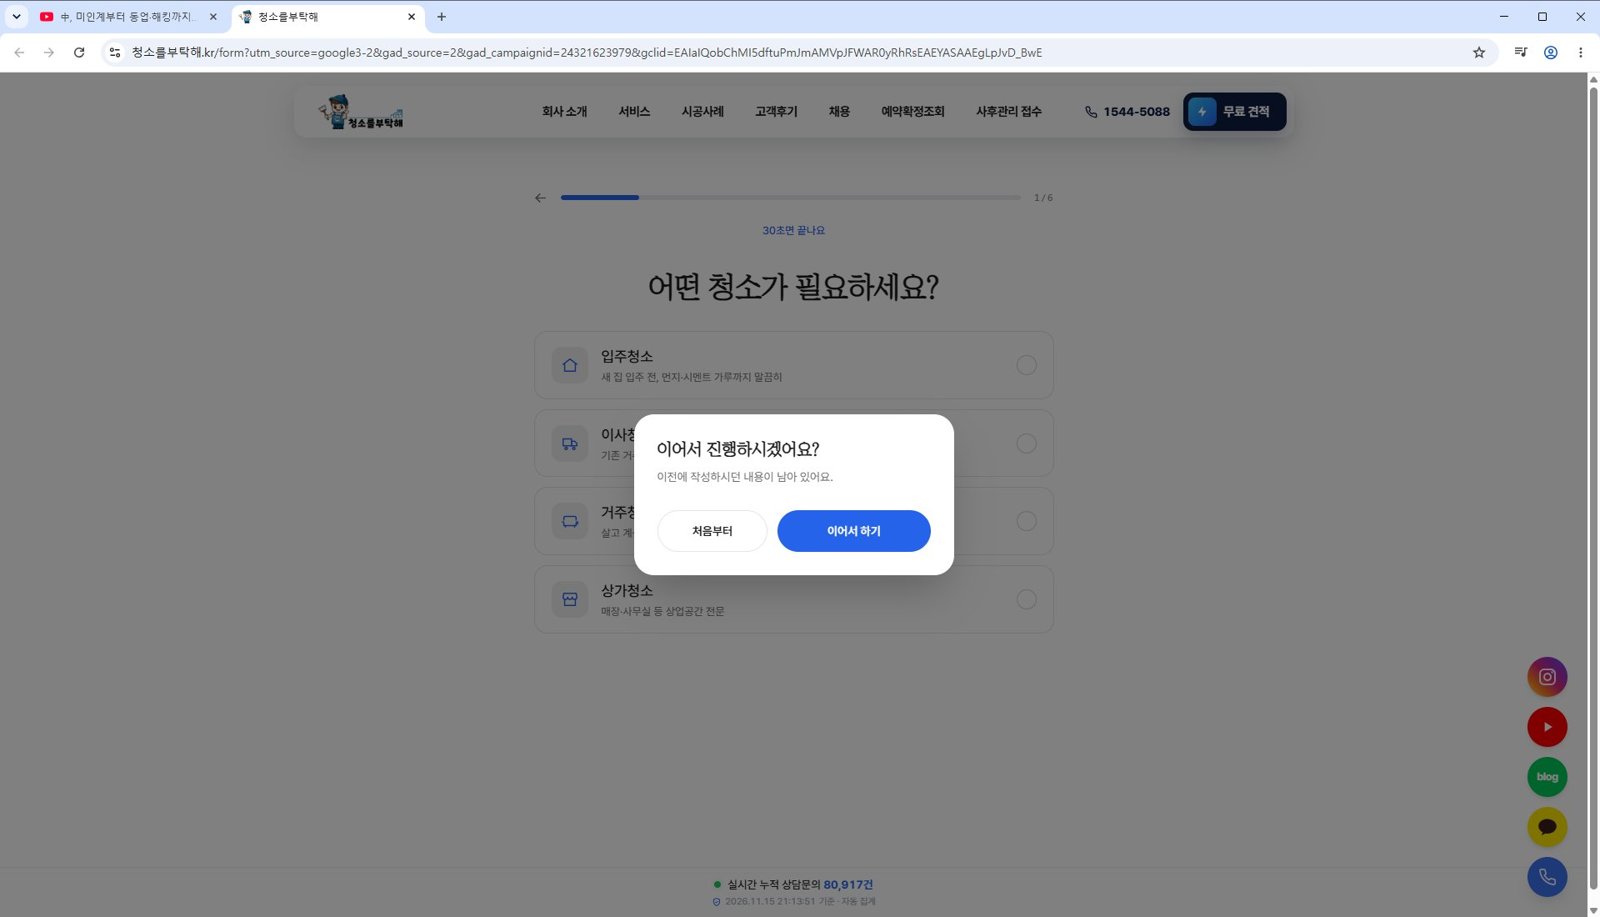 中, 미인계부터 동업·해킹까지...
청소를부탁해
청소를부탁해.kr/form?utm_source=google3-2&gad_source=2&gad_campaignid=24321623979&gclid=EAIaIQobChMI5dftuPmJmAMVpJFWAR0yRhRsEAEYASAAEgLpJvD_BwE
청소를부탁해
회사 소개
서비스
시공사례
고객후기
채용
예약확정조회
사후관리 접수
1544-5088
무료 견적
1 / 6
30초면 끝나요
어떤 청소가 필요하세요?
입주청소
새 집 입주 전, 먼지·시멘트 가루까지 말끔히
이사청
기존 거
이어서 진행하시겠어요?
이전에 작성하시던 내용이 남아 있어요.
거주청
살고 계
처음부터
이어서 하기
상가청소
매장·사무실 등 상업공간 전문
blog
실시간 누적 상담문의 80,917건
2026.11.15 21:13:51 기준 · 자동 집계